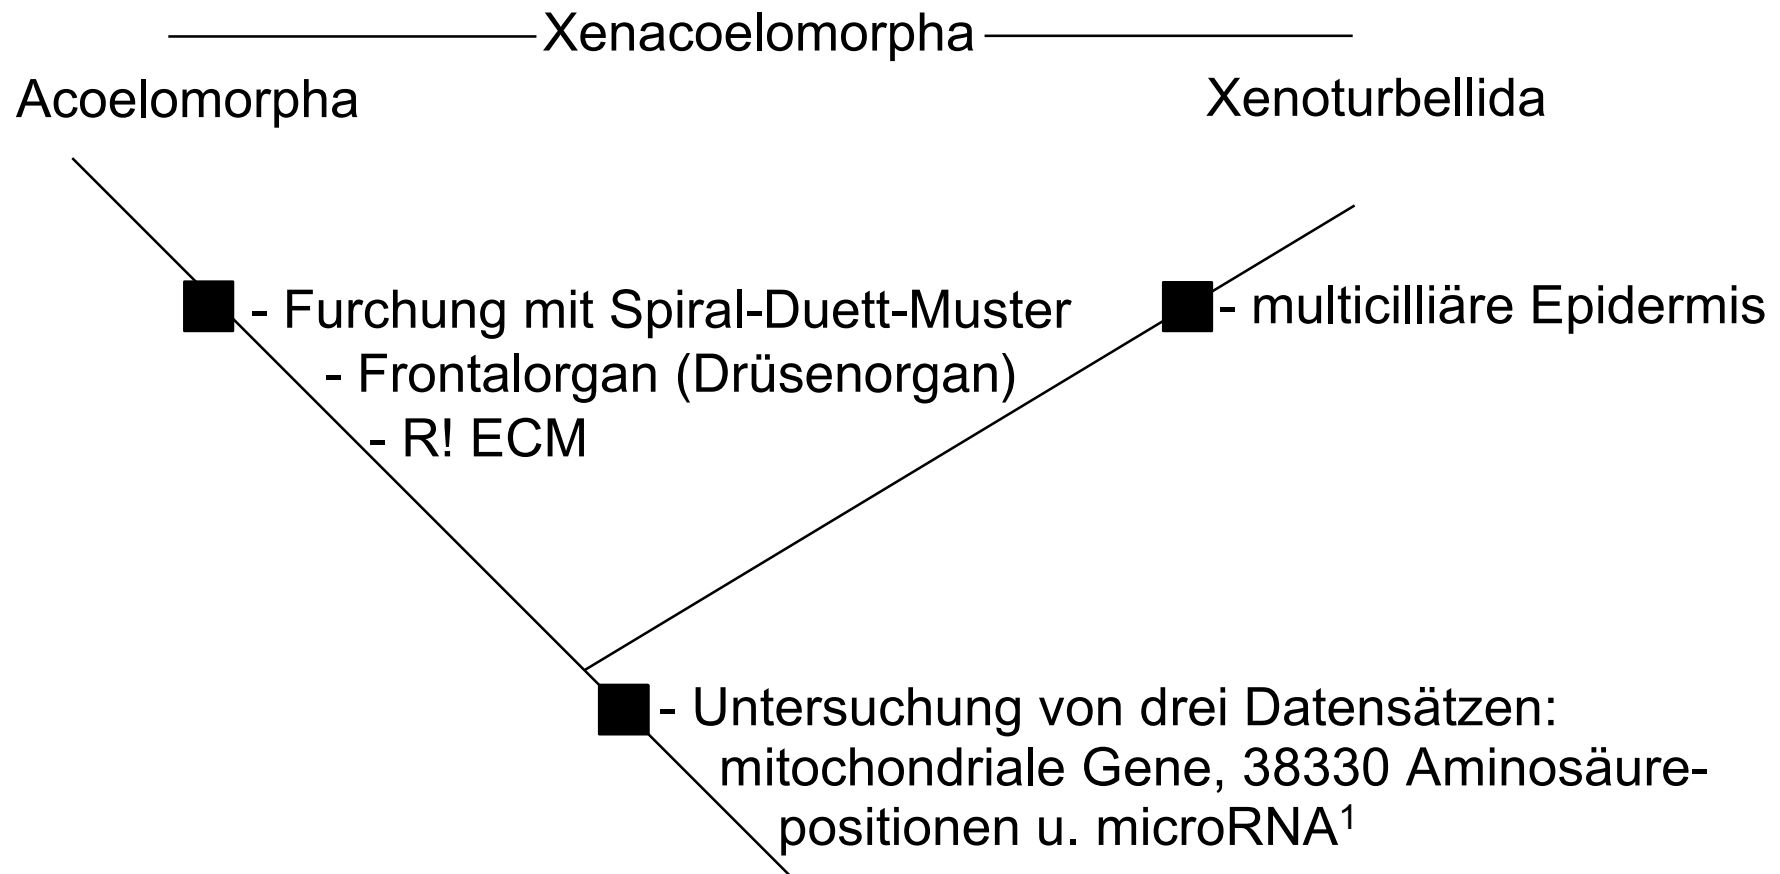 Xenacoelomorpha
Acoelomorpha
Xenoturbellida
- Furchung mit Spiral-Duett-Muster
- Frontalorgan (Drüsenorgan)
- R! ECM
- multicilliäre Epidermis
- Untersuchung von drei Datensätzen:
mitochondriale Gene, 38330 Aminosäure-
positionen u. microRNA¹